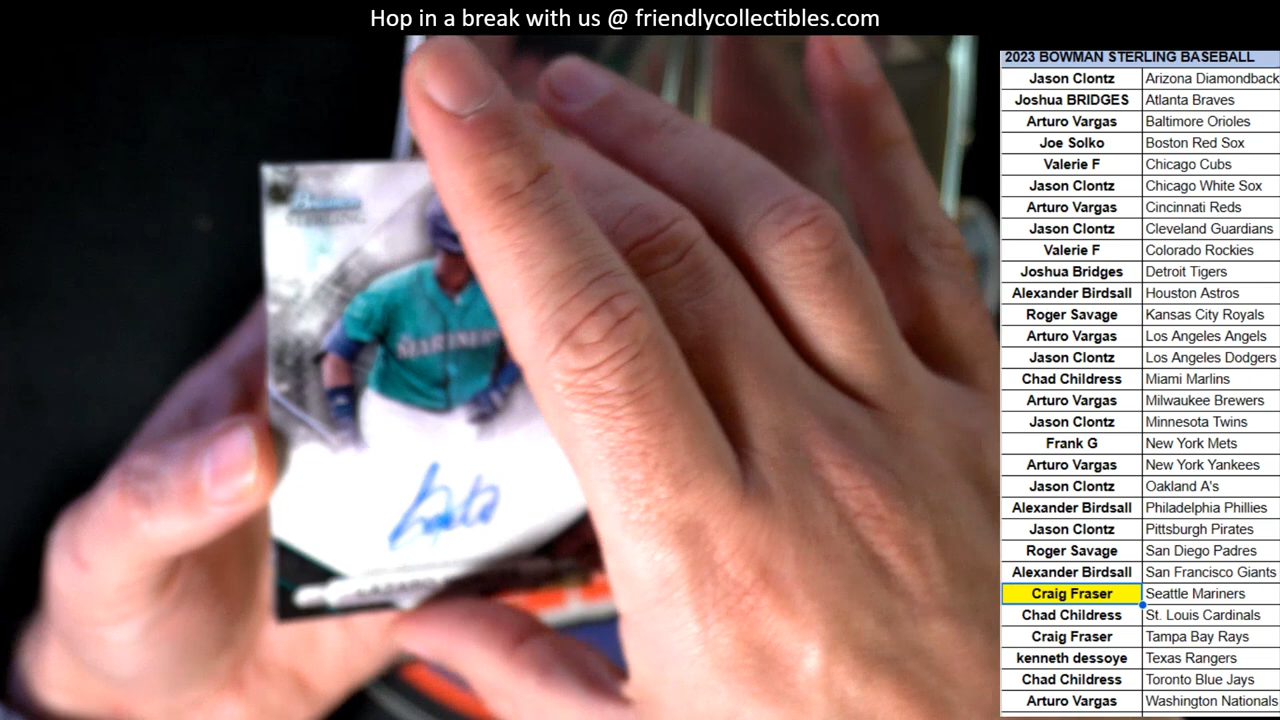 Hop in a break with us @ friendlycollectibles.com
2023 BOWMAN STERLING BASEBALL
Jason Clontz Arizona Diamondback
Joshua BRIDGES Atlanta Braves
Arturo Vargas Baltimore Orioles
Joe Solko Boston Red Sox
Valerie F Chicago Cubs
Jason Clontz Chicago White Sox
Arturo Vargas Cincinnati Reds
Jason Clontz Cleveland Guardians
Valerie F Colorado Rockies
Joshua Bridges Detroit Tigers
Alexander Birdsall Houston Astros
Roger Savage Kansas City Royals
Arturo Vargas Los Angeles Angels
Jason Clontz Los Angeles Dodgers
Chad Childress Miami Marlins
Arturo Vargas Milwaukee Brewers
Jason Clontz Minnesota Twins
Frank G New York Mets
Arturo Vargas New York Yankees
Jason Clontz Oakland A's
Alexander Birdsall Philadelphia Phillies
Jason Clontz Pittsburgh Pirates
Roger Savage San Diego Padres
Alexander Birdsall San Francisco Giants
Craig Fraser Seattle Mariners
Chad Childress St. Louis Cardinals
Craig Fraser Tampa Bay Rays
kenneth dessoye Texas Rangers
Chad Childress Toronto Blue Jays
Arturo Vargas Washington Nationals
Bowman
STERLING
MARINERS
LAZARO